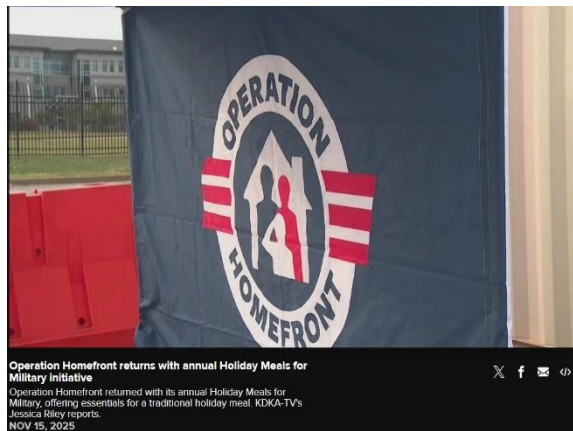 OPERATION
HOMEFRONT
Operation Homefront returns with annual Holiday Meals for
Military initiative
Operation Homefront returned with its annual Holiday Meals for
Military, offering essentials for a traditional holiday meal. KDKA-TV's
Jessica Riley reports.
NOV 15, 2025